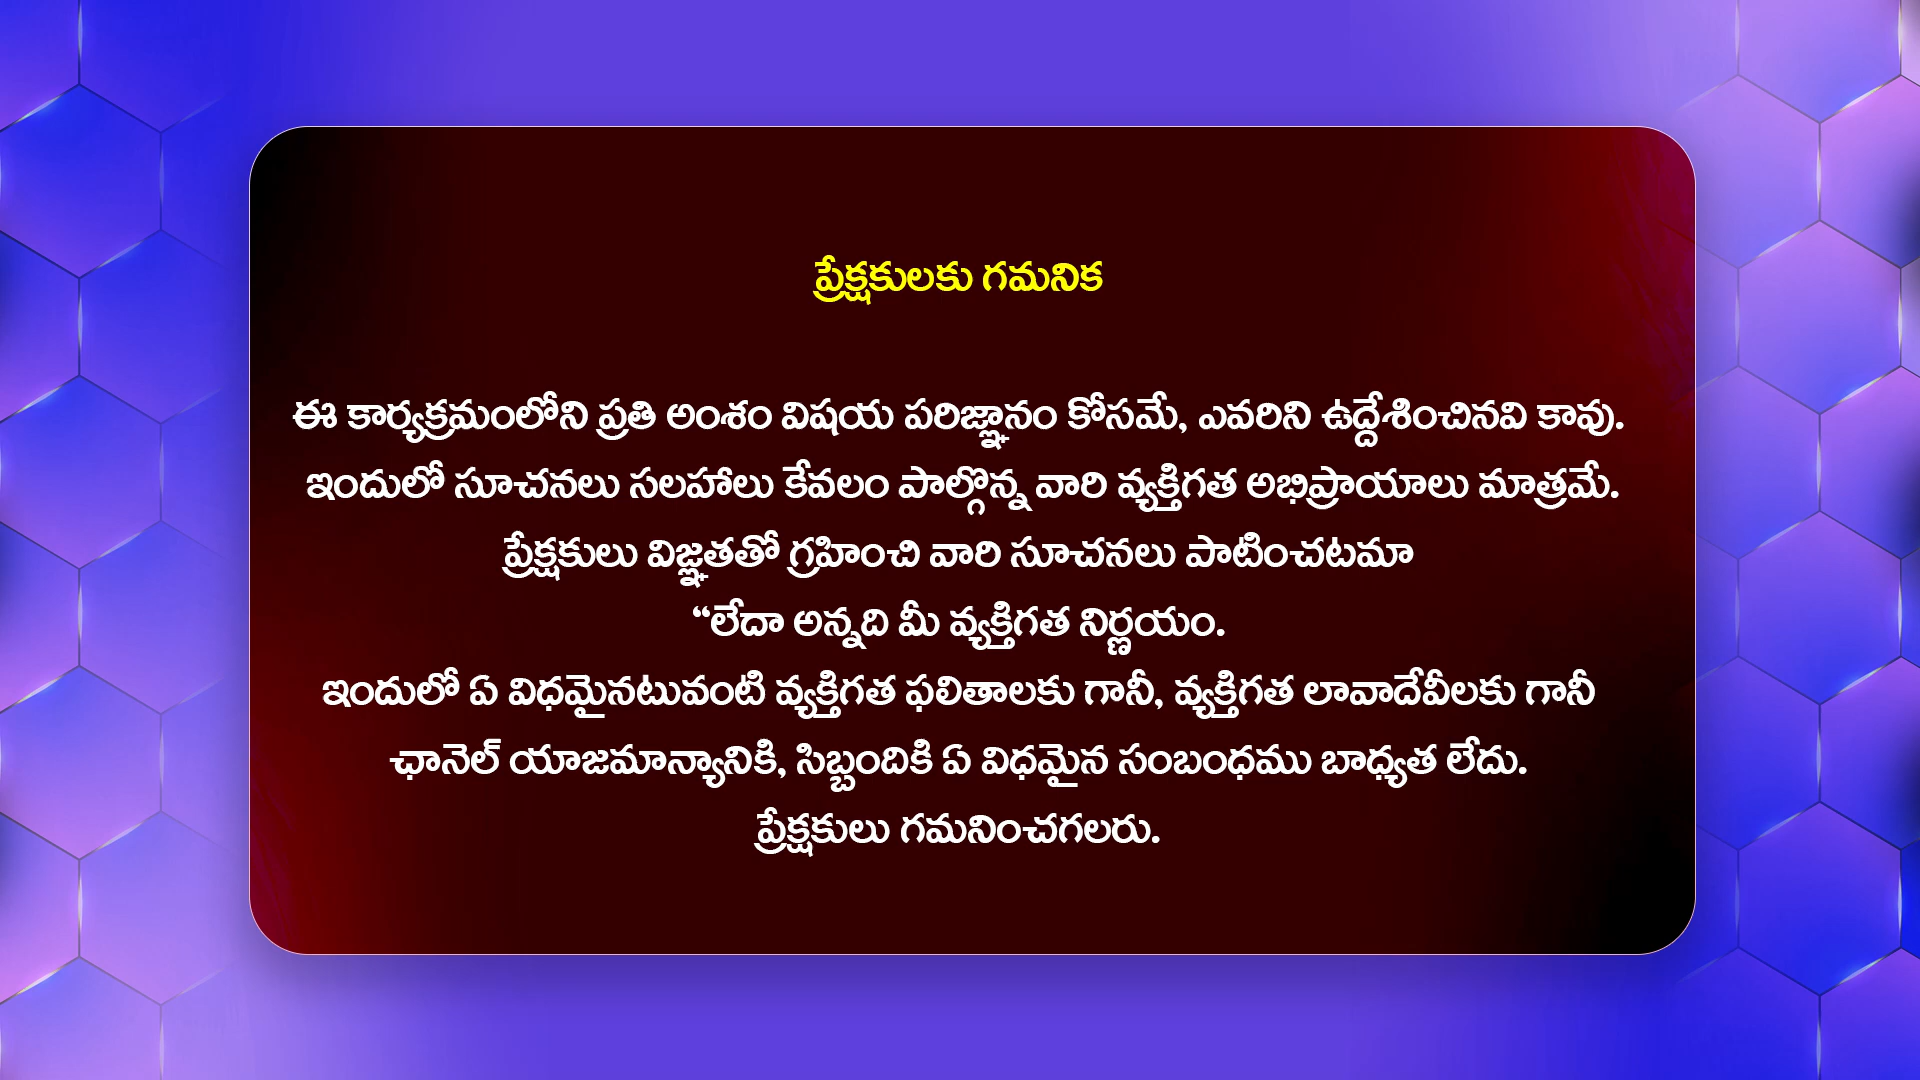 ప్రేక్షకులకు గమనిక
ఈ కార్యక్రమంలోని ప్రతి అంశం విషయ పరిజ్ఞానం కోసమే, ఎవరిని ఉద్దేశించినవి కావు.
ఇందులో సూచనలు సలహాలు కేవలం పాల్గొన్న వారి వ్యక్తిగత అభిప్రాయాలు మాత్రమే.
ప్రేక్షకులు విజ్ఞతతో గ్రహించి వారి సూచనలు పాటించటమా
“లేదా అన్నది మీ వ్యక్తిగత నిర్ణయం.
ఇందులో ఏ విధమైనటువంటి వ్యక్తిగత ఫలితాలకు గానీ, వ్యక్తిగత లావాదేవీలకు గానీ
ఛానెల్ యాజమాన్యానికి, సిబ్బందికి ఏ విధమైన సంబంధము బాధ్యత లేదు.
ప్రేక్షకులు గమనించగలరు.